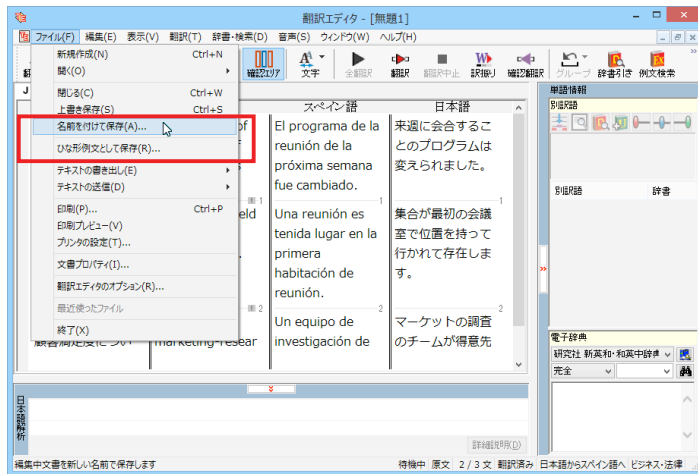 翻訳エディタ - [無題1]
ファイル(F) 編集(E) 表示(V) 翻訳(T) 辞書・検索(D) 音声(S) ウィンドウ(W) ヘルプ(H)
新規作成(N) Ctrl+N
開く(O)
閉じる(C) Ctrl+W
上書き保存(S) Ctrl+S
名前を付けて保存(A)...
ひな形例文として保存(R)...
テキストの書き出し(E)
テキストの送信(D)
印刷(P)... Ctrl+P
印刷プレビュー(V)
プリンタの設定(T)...
文書プロパティ(I)...
翻訳エディタのオプション(R)...
最近使ったファイル
終了(X)
確認エリア 文字 全翻訳 翻訳 翻訳中止 訳振り 確認翻訳 グループ 辞書引き 例文検索
スペイン語 日本語
El programa de la
reunión de la
próxima semana
fue cambiado.
来週に会合するこ
とのプログラムは
変えられました。
1 1
Una reunión es
tenida lugar en la
primera
habitación de
reunión.
集合が最初の会議
室で位置を持って
行かれて存在しま
す。
2 2
Un equipo de
investigación de
マーケットの調査
のチームが得意先
顧客満足度につい marketing-resear
単語情報
別訳語
別訳語 辞書
電子辞典
研究社 新英和・和英中辞典
完全
日本語解析
詳細説明(D)
編集中文書を新しい名前で保存します 待機中 原文 2 / 3 文 翻訳済み 日本語からスペイン語へ ビジネス・法律